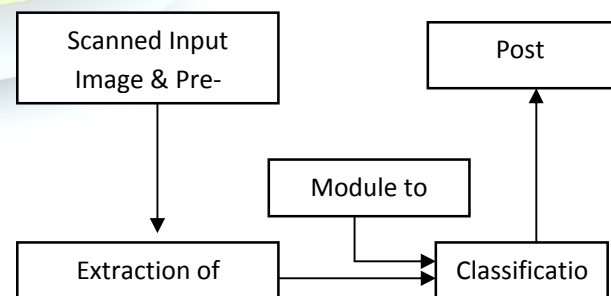 Scanned Input
Image & Pre-
Post
Module to
Extraction of
Classificatio